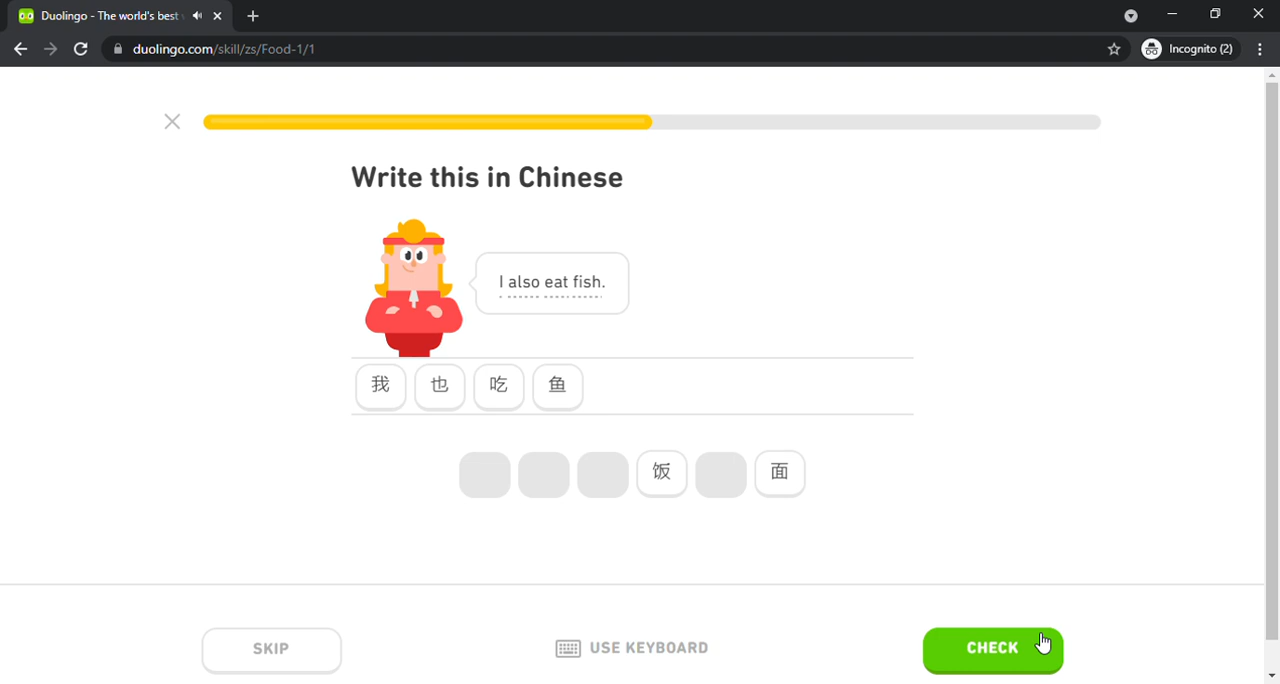 Duolingo - The world's best
duolingo.com/skill/zs/Food-1/1
Incognito (2)
Write this in Chinese
I also eat fish.
我 也 吃 鱼
饭 面
SKIP
USE KEYBOARD
CHECK